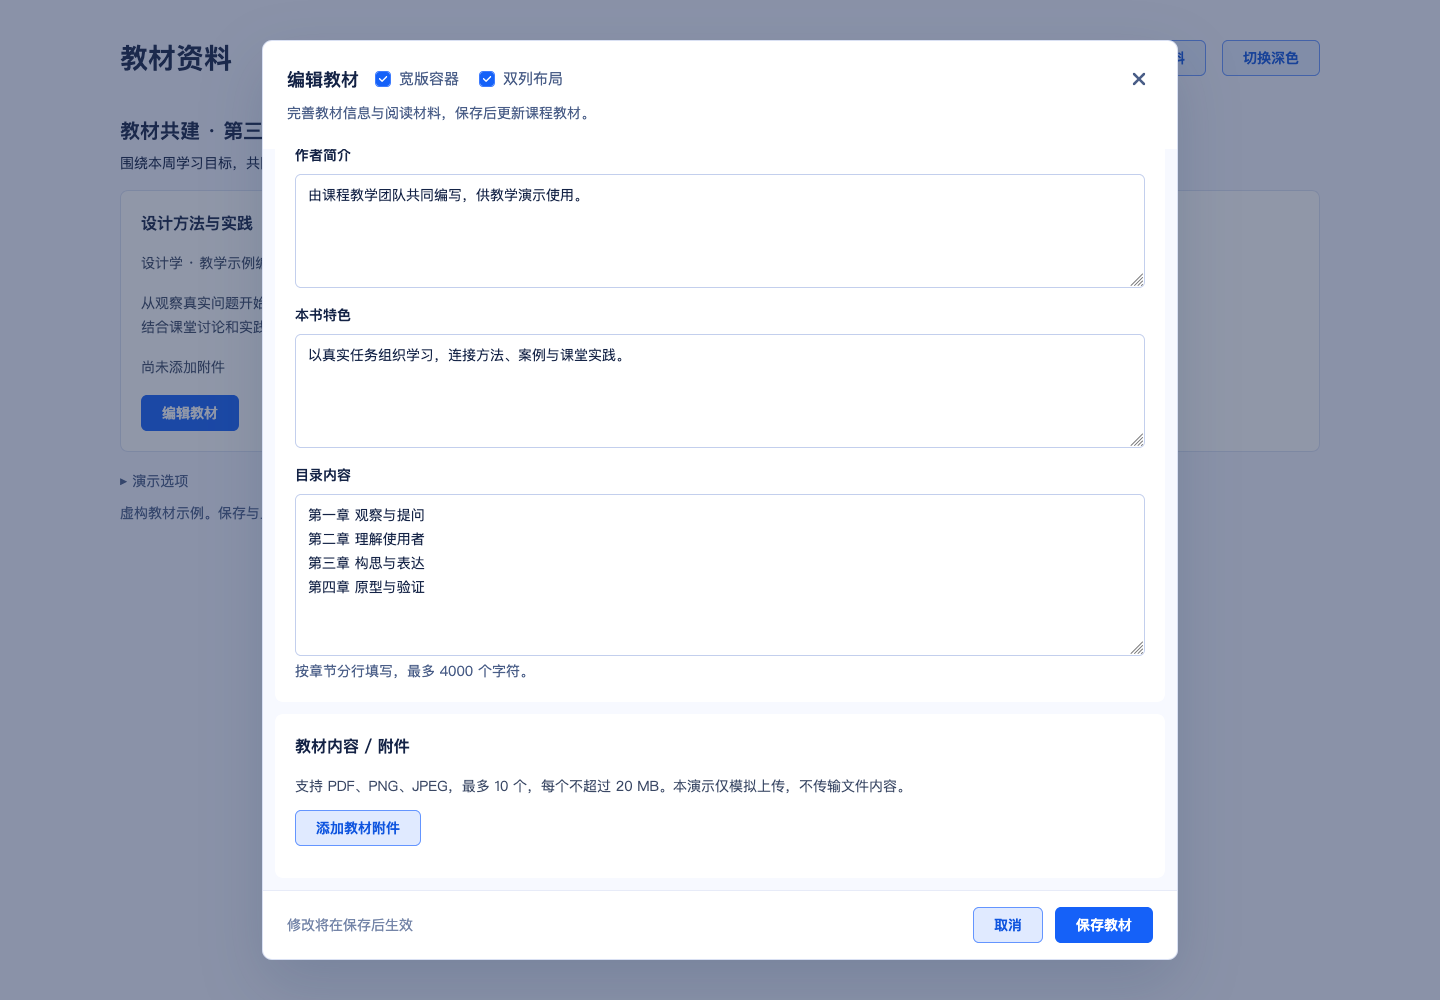 教材资料
切换深色
编辑教材
宽版容器
双列布局
完善教材信息与阅读材料，保存后更新课程教材。
教材共建 · 第三
围绕本周学习目标，共
设计方法与实践
设计学 · 教学示例
从观察真实问题开始
结合课堂讨论和实践
尚未添加附件
编辑教材
▸ 演示选项
虚构教材示例。保存与
作者简介
由课程教学团队共同编写，供教学演示使用。
本书特色
以真实任务组织学习，连接方法、案例与课堂实践。
目录内容
第一章 观察与提问
第二章 理解使用者
第三章 构思与表达
第四章 原型与验证
按章节分行填写，最多 4000 个字符。
教材内容 / 附件
支持 PDF、PNG、JPEG，最多 10 个，每个不超过 20 MB。本演示仅模拟上传，不传输文件内容。
添加教材附件
修改将在保存后生效
取消
保存教材